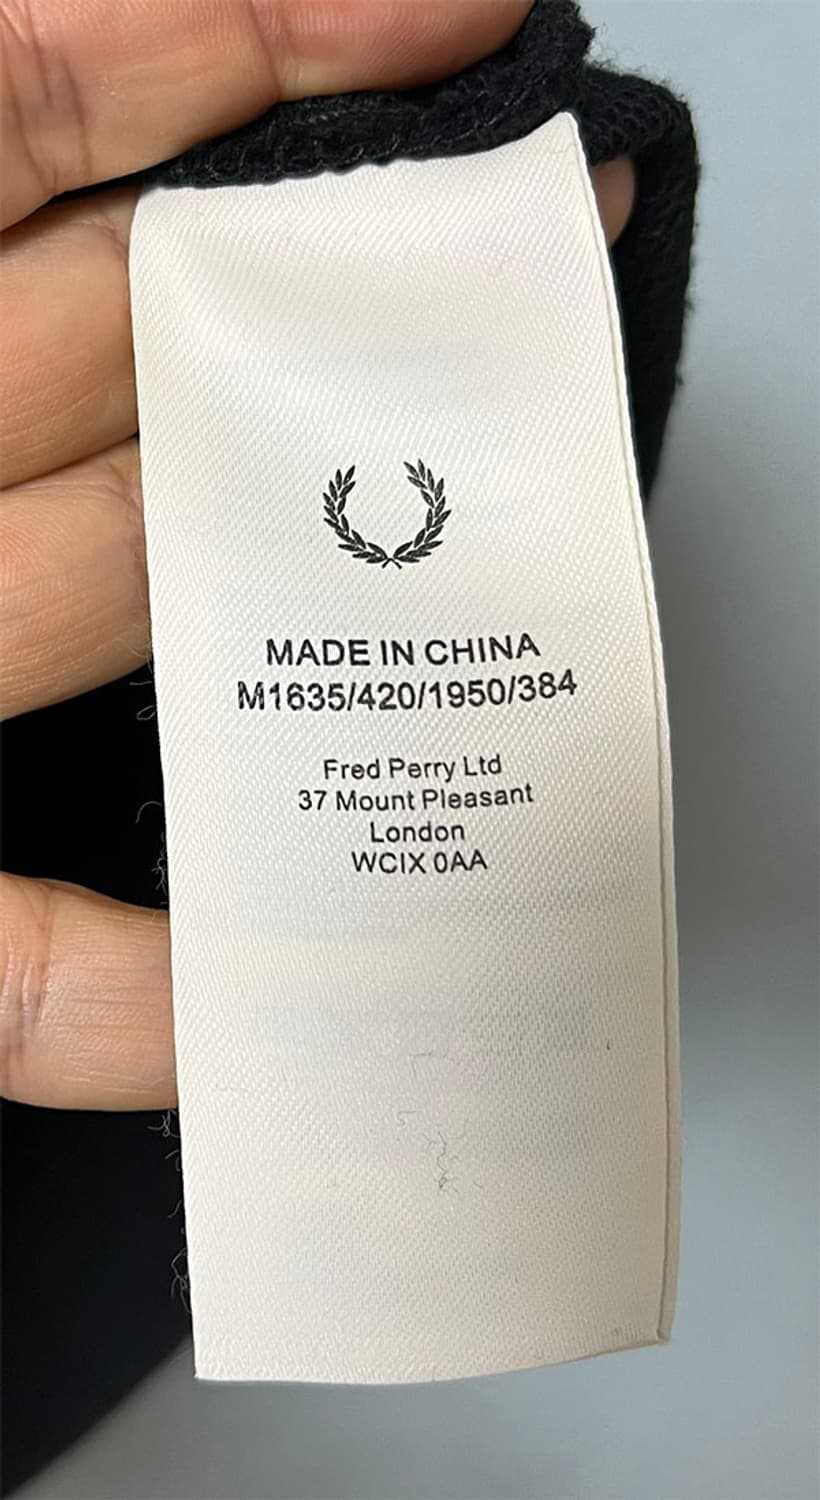 MADE IN CHINA
M1635/420/1950/384
Fred Perry Ltd
37 Mount Pleasant
London
WCIX 0AA